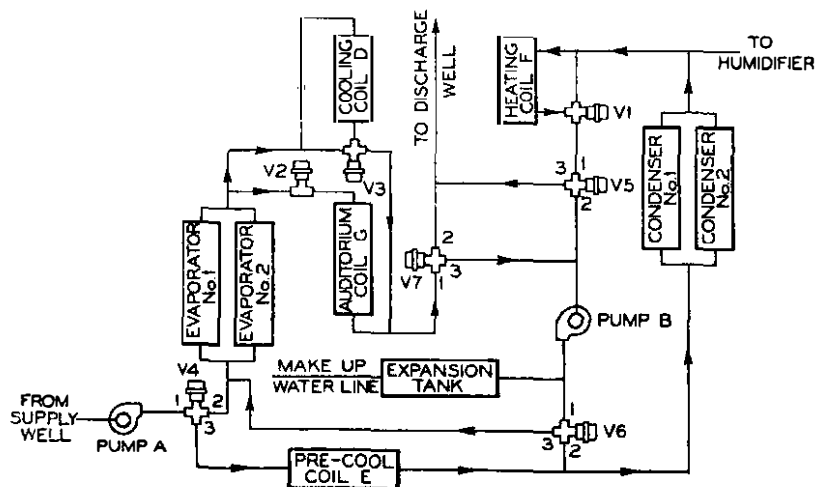 COOLING
COIL D
TO DISCHARGE
WELL
HEATING
COIL F
TO
HUMIDIFIER
V1
V2
V3
3
1
V5
2
CONDENSER
No.1
CONDENSER
No.2
EVAPORATOR
No.1
EVAPORATOR
No.2
AUDITORIUM
COIL G
V7
2
3
1
PUMP B
MAKE UP
WATER LINE
EXPANSION
TANK
V4
FROM
SUPPLY
WELL
1
2
3
PUMP A
1
3
V6
2
PRE-COOL
COIL E